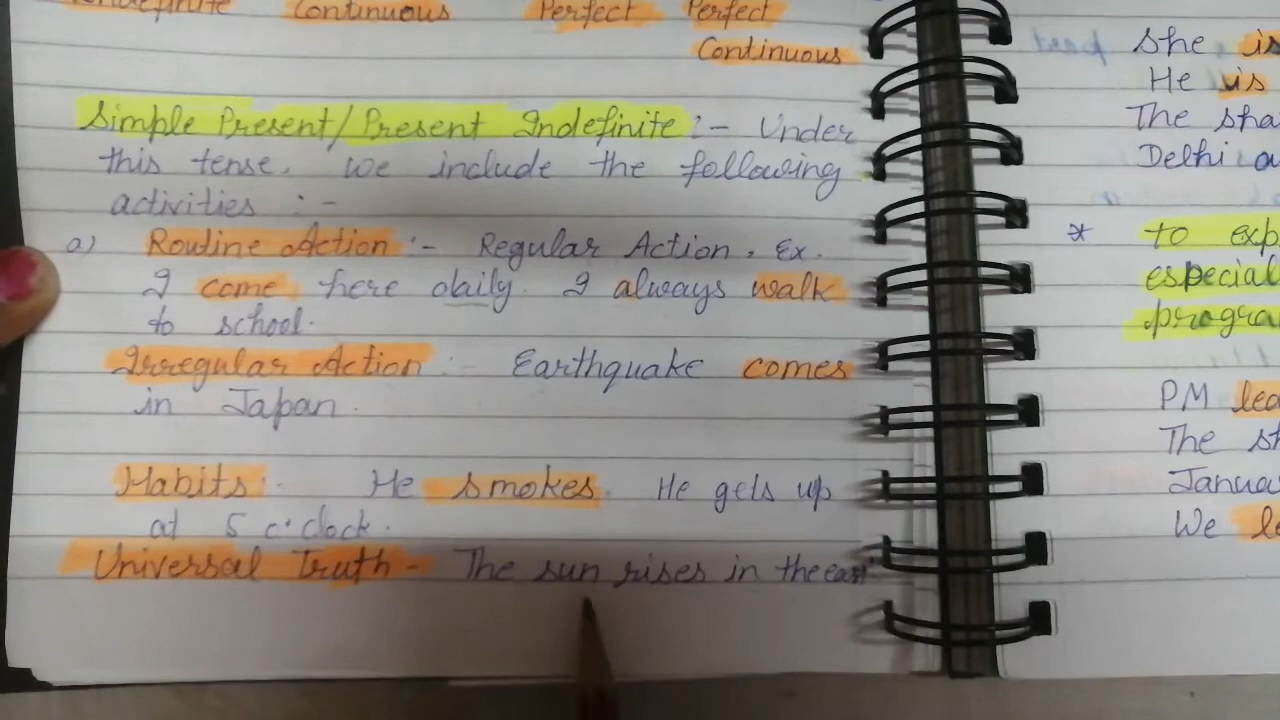 Indefinite Continuous Perfect Perfect
Continuous
Simple Present/Present Indefinite :- Under
this tense, we include the following
activities :-
a) Routine Action :- Regular Action. Ex.
I come here daily. I always walk
to school.
Irregular Action :- Earthquake comes
in Japan.
Habits. He smokes. He gets up
at 5 o'clock.
Universal Truth - The sun rises in the east.
She is
He is
The sha
Delhi a
* to exp
especial
progra
PM lea
The st
Janua
We le